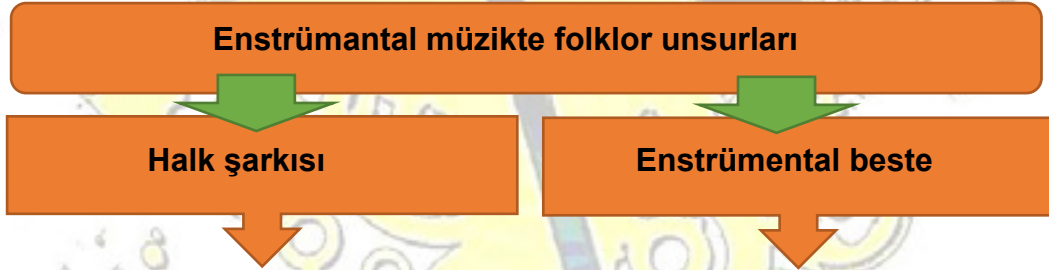 Enstrümantal müzikte folklor unsurları
Halk şarkısı
Enstrümental beste